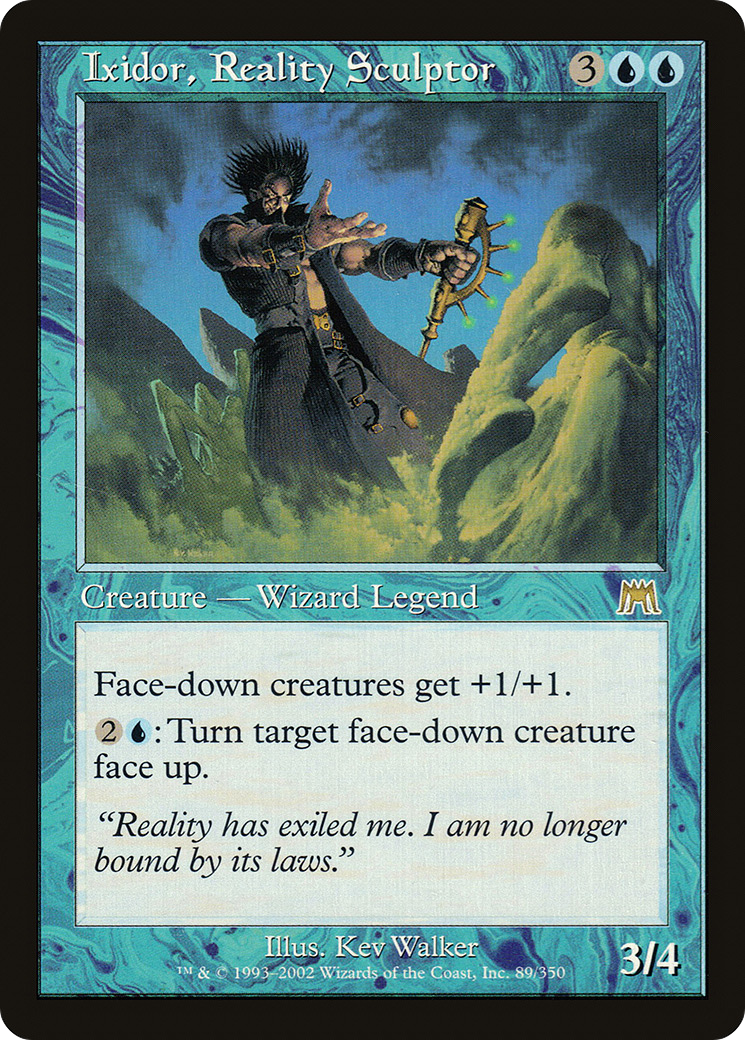 Ixidor, Reality Sculptor 3
Creature — Wizard Legend
Face-down creatures get +1/+1.
2 : Turn target face-down creature
face up.
“Reality has exiled me. I am no longer
bound by its laws.”
Illus. Kev Walker
™ & © 1993–2002 Wizards of the Coast, Inc. 89/350
3/4